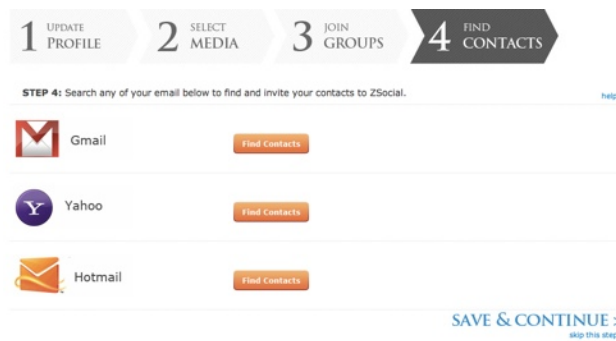 1 UPDATE PROFILE
2 SELECT MEDIA
3 JOIN GROUPS
4 FIND CONTACTS
STEP 4: Search any of your email below to find and invite your contacts to ZSocial.
help
Gmail
Find Contacts
Y
Yahoo
Find Contacts
Hotmail
Find Contacts
SAVE & CONTINUE
skip this step